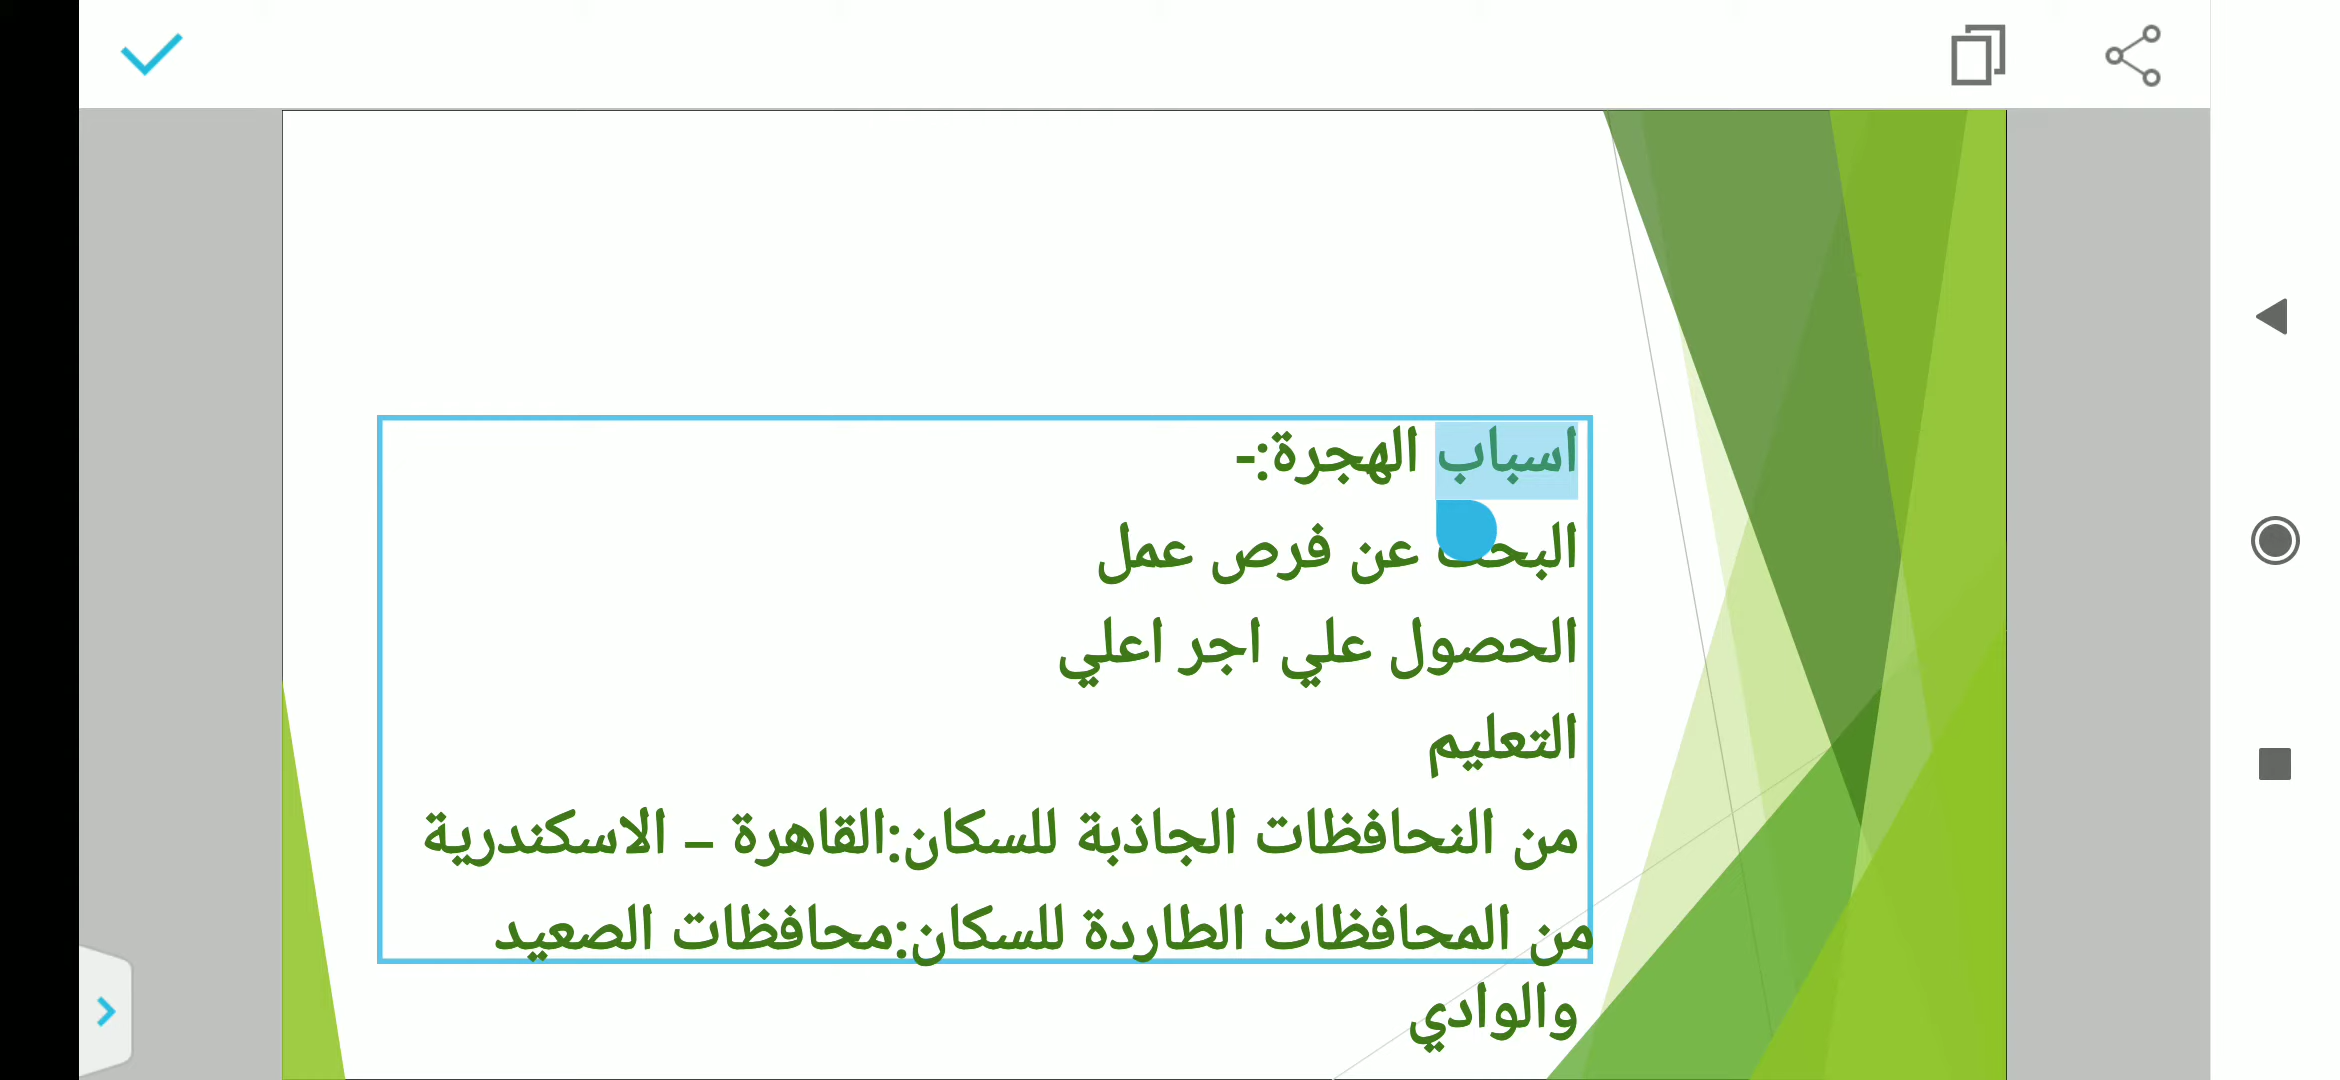 اسباب الهجرة:-
البحث عن فرص عمل
الحصول علي اجر اعلي
التعليم
من النحافظات الجاذبة للسكان:القاهرة – الاسكندرية
من المحافظات الطاردة للسكان:محافظات الصعيد
والوادي